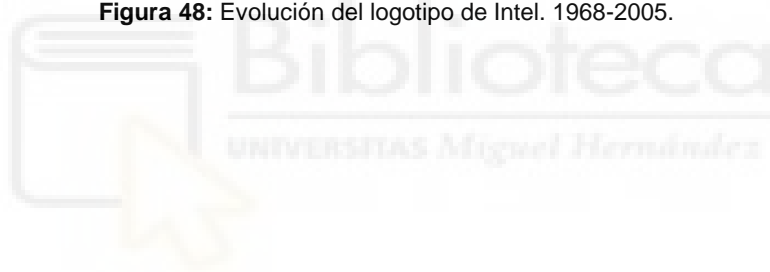 Figura 48: Evolución del logotipo de Intel. 1968-2005.
Biblioteca
UNIVERSITAS Miguel Hernández